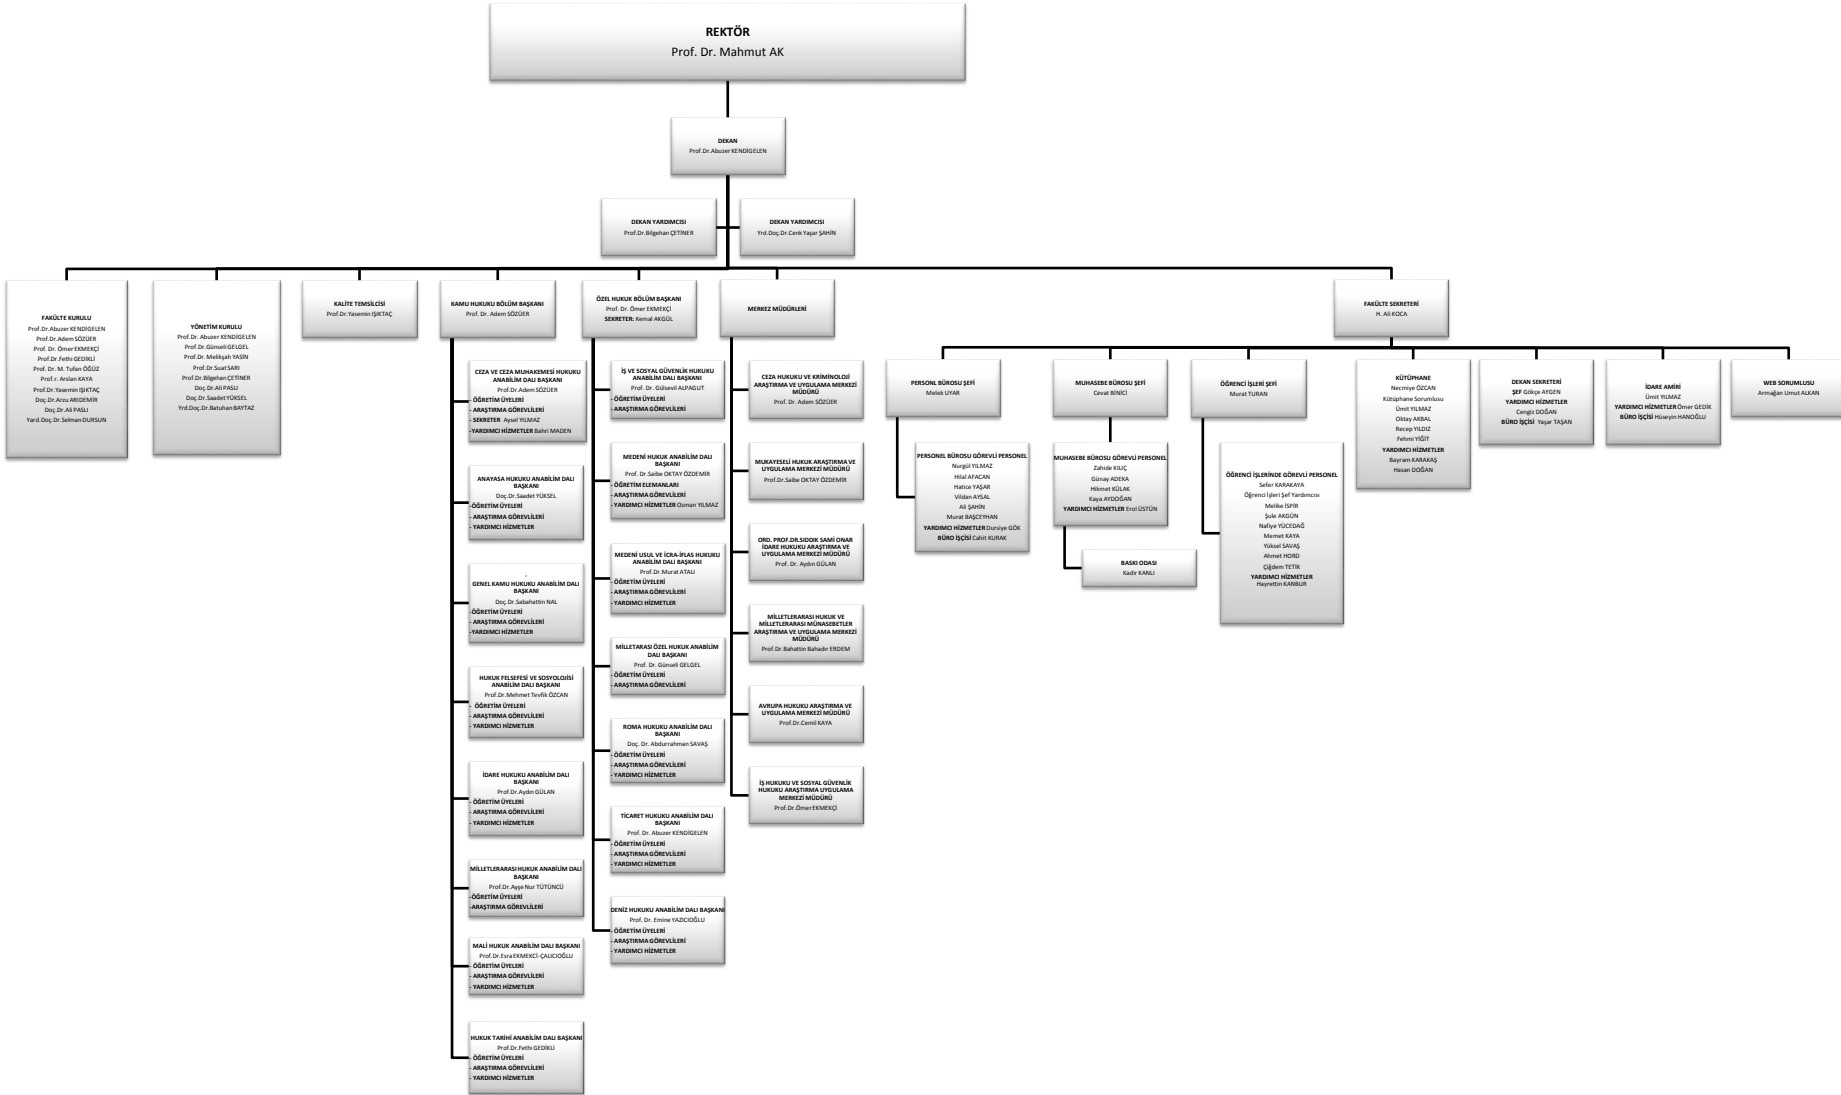 REKTÖR
Prof. Dr. Mahmut AK
DEKAN
Prof.Dr.Abuzer KENDİGELEN
DEKAN YARDIMCISI
Prof.Dr.Bilgehan ÇETİNER
DEKAN YARDIMCISI
Yrd.Doç.Dr.Cenk Yaşar ŞAHİN
FAKÜLTE KURULU
Prof.Dr.Abuzer KENDİGELEN
Prof.Dr.Adem SÖZÜER
Prof. Dr. Ömer EKMEKÇİ
Prof.Dr.Fethi GEDİKLİ
Prof. Dr. M. Tufan ÖĞÜZ
Prof.r. Arslan KAYA
Prof.Dr.Yasemin IŞIKTAÇ
Doç.Dr.Arzu ARIDEMİR
Doç.Dr.Ali PASLI
Yard.Doç.Dr.Selman DURSUN
YÖNETİM KURULU
Prof.Dr. Abuzer KENDİGELEN
Prof.Dr.Günseli GELGEL
Prof.Dr. Melikşah YASİN
Prof.Dr.Suat SARI
Prof.Dr.Bilgehan ÇETİNER
Doç.Dr.Ali PASLI
Doç.Dr.Saadet YÜKSEL
Yrd.Doç.Dr.Batuhan BAYTAZ
KALİTE TEMSİLCİSİ
Prof.Dr.Yasemin IŞIKTAÇ
KAMU HUKUKU BÖLÜM BAŞKANI
Prof. Dr. Adem SÖZÜER
CEZA VE CEZA MUHAKEMESİ HUKUKU
ANABİLİM DALI BAŞKANI
Prof.Dr.Adem SÖZÜER
- ÖĞRETİM ÜYELERİ
- ARAŞTIRMA GÖREVLİLERİ
- SEKRETER Aysel YILMAZ
-YARDIMCI HİZMETLER Bahri MADEN
ANAYASA HUKUKU ANABİLİM DALI
BAŞKANI
Doç.Dr.Saadet YÜKSEL
-ÖĞRETİM ÜYELERİ
- ARAŞTIRMA GÖREVLİLERİ
- YARDIMCI HİZMETLER
.
GENEL KAMU HUKUKU ANABİLİM DALI
BAŞKANI
Doç.Dr.Sabahattin NAL
-ÖĞRETİM ÜYELERİ
- ARAŞTIRMA GÖREVLİLERİ
-YARDIMCI HİZMETLER
HUKUK FELSEFESİ VE SOSYOLOJİSİ
ANABİLİM DALI BAŞKANI
Prof.Dr.Mehmet Tevfik ÖZCAN
- ÖĞRETİM ÜYELERİ
- ARAŞTIRMA GÖREVLİLERİ
- YARDIMCI HİZMETLER
İDARE HUKUKU ANABİLİM DALI
BAŞKANI
Prof.Dr.Aydın GÜLAN
- ÖĞRETİM ÜYELERİ
- ARAŞTIRMA GÖREVLİLERİ
- YARDIMCI HİZMETLER
MİLLETLERARASI HUKUK ANABİLİM DALI
BAŞKANI
Prof.Dr.Ayşe Nur TÜTÜNCÜ
-ÖĞRETİM ÜYELERİ
-ARAŞTIRMA GÖREVLİLERİ
MALİ HUKUK ANABİLİM DALI BAŞKANI
Prof.Dr.Esra EKMEKCİ-ÇALICIOĞLU
- ÖĞRETİM ÜYELERİ
- ARAŞTIRMA GÖREVLİLERİ
- YARDIMCI HİZMETLER
HUKUK TARİHİ ANABİLİM DALI BAŞKANI
Prof.Dr.Fethi GEDİKLİ
- ÖĞRETİM ÜYELERİ
- ARAŞTIRMA GÖREVLİLERİ
- YARDIMCI HİZMETLER
ÖZEL HUKUK BÖLÜM BAŞKANI
Prof. Dr. Ömer EKMEKÇİ
SEKRETER: Kemal AKGÜL
İŞ VE SOSYAL GÜVENLİK HUKUKU
ANABİLİM DALI BAŞKANI
Prof. Dr. Gülsevil ALPAGUT
- ÖĞRETİM ÜYELERİ
- ARAŞTIRMA GÖREVLİLERİ
MEDENİ HUKUK ANABİLİM DALI
BAŞKANI
Prof. Dr.Saibe OKTAY ÖZDEMİR
- ÖĞRETİM ELEMANLARI
- ARAŞTIRMA GÖREVLİLERİ
- YARDIMCI HİZMETLER Osman YILMAZ
MEDENİ USUL VE İCRA-İFLAS HUKUKU
ANABİLİM DALI BAŞKANI
Prof.Dr.Murat ATALI
- ÖĞRETİM ÜYELERİ
- ARAŞTIRMA GÖREVLİLERİ
- YARDIMCI HİZMETLER
MİLLETARASI ÖZEL HUKUK ANABİLİM
DALI BAŞKANI
Prof. Dr. Günseli GELGEL
- ÖĞRETİM ÜYELERİ
- ARAŞTIRMA GÖREVLİLERİ
ROMA HUKUKU ANABİLİM DALI
BAŞKANI
Doç. Dr. Abdurrahman SAVAŞ
- ÖĞRETİM ÜYELERİ
- ARAŞTIRMA GÖREVLİLERİ
- YARDIMCI HİZMETLER
TİCARET HUKUKU ANABİLİM DALI
BAŞKANI
Prof. Dr. Abuzer KENDİGELEN
- ÖĞRETİM ÜYELERİ
- ARAŞTIRMA GÖREVLİLERİ
- YARDIMCI HİZMETLER
DENİZ HUKUKU ANABİLİM DALI BAŞKANI
Prof. Dr. Emine YAZICIOĞLU
- ÖĞRETİM ÜYELERİ
- ARAŞTIRMA GÖREVLİLERİ
- YARDIMCI HİZMETLER
MERKEZ MÜDÜRLERİ
CEZA HUKUKU VE KRİMİNOLOJİ
ARAŞTIRMA VE UYGULAMA MERKEZİ
MÜDÜRÜ
Prof. Dr. Adem SÖZÜER
MUKAYESELİ HUKUK ARAŞTIRMA VE
UYGULAMA MERKEZİ MÜDÜRÜ
Prof.Dr.Saibe OKTAY ÖZDEMİR
ORD. PROF.DR.SIDDIK SAMİ ONAR
İDARE HUKUKU ARAŞTIRMA VE
UYGULAMA MERKEZİ MÜDÜRÜ
Prof. Dr. Aydın GÜLAN
MİLLETLERARASI HUKUK VE
MİLLETLERARASI MÜNASEBETLER
ARAŞTIRMA VE UYGULAMA MERKEZİ
MÜDÜRÜ
Prof.Dr.Bahattin Bahadır ERDEM
AVRUPA HUKUKU ARAŞTIRMA VE
UYGULAMA MERKEZİ MÜDÜRÜ
Prof.Dr.Cemil KAYA
İŞ HUKUKU VE SOSYAL GÜVENLİK
HUKUKU ARAŞTIRMA UYGULAMA
MERKEZİ MÜDÜRÜ
Prof.Dr.Ömer EKMEKÇİ
FAKÜLTE SEKRETERİ
H. Ali KOCA
PERSONL BÜROSU ŞEFİ
Melek UYAR
PERSONEL BÜROSU GÖREVLİ PERSONEL
Nurgül YILMAZ
Hilal AFACAN
Hatice YAŞAR
Vildan AYSAL
Ali ŞAHİN
Murat BAŞCEYHAN
YARDIMCI HİZMETLER Dursiye GÖK
BÜRO İŞÇİSİ Cahit KURAK
MUHASEBE BÜROSU ŞEFİ
Cevat BİNİCİ
MUHASEBE BÜROSU GÖREVLİ PERSONEL
Zahide KILIÇ
Günay ADEKA
Hikmet KÜLAK
Kaya AYDOĞAN
YARDIMCI HİZMETLER Erol ÜSTÜN
BASKI ODASI
Kadir KANLI
ÖĞRENCİ İŞLERİ ŞEFİ
Murat TURAN
ÖĞRENCİ İŞLERİNDE GÖREVLİ PERSONEL
Sefer KARAKAYA
Öğrenci İşleri Şef Yardımcısı
Melike İSPİR
Şule AKGÜN
Nafiye YÜCEDAĞ
Memet KAYA
Yüksel SAVAŞ
Ahmet HORD
Çiğdem TETİK
YARDIMCI HİZMETLER
Hayrettin KANBUR
KÜTÜPHANE
Necmiye ÖZCAN
Kütüphane Sorumlusu
Ümit YILMAZ
Oktay AKBAL
Recep YILDIZ
Fehmi YİĞİT
YARDIMCI HİZMETLER
Bayram KARAKAŞ
Hasan DOĞAN
DEKAN SEKRETERİ
ŞEF Gökçe AYGEN
YARDIMCI HİZMETLER
Cengiz DOĞAN
BÜRO İŞÇİSİ Yaşar TAŞAN
İDARE AMİRİ
Ümit YILMAZ
YARDIMCI HİZMETLER Ömer GEDİK
BÜRO İŞÇİSİ Hüseyin HANOĞLU
WEB SORUMLUSU
Armağan Umut ALKAN